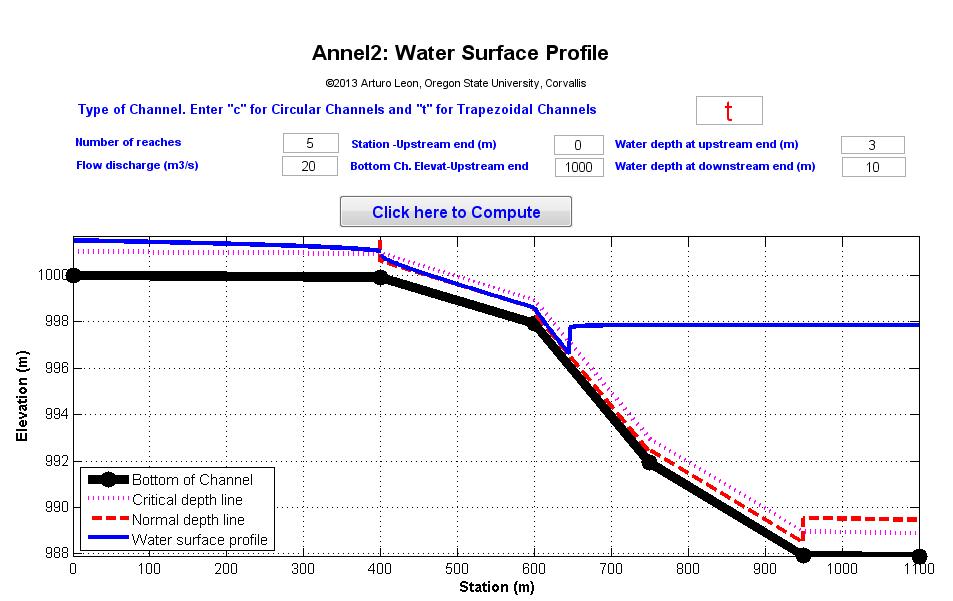 Annel2: Water Surface Profile
©2013 Arturo Leon, Oregon State University, Corvallis
Type of Channel. Enter "c" for Circular Channels and "t" for Trapezoidal Channels t
Number of reaches 5 Station -Upstream end (m) 0 Water depth at upstream end (m) 3
Flow discharge (m3/s) 20 Bottom Ch. Elevat-Upstream end 1000 Water depth at downstream end (m) 10
Click here to Compute
1000
998
996
994
992
990
988
Elevation (m)
Bottom of Channel
Critical depth line
Normal depth line
Water surface profile
0 100 200 300 400 500 600 700 800 900 1000 1100
Station (m)